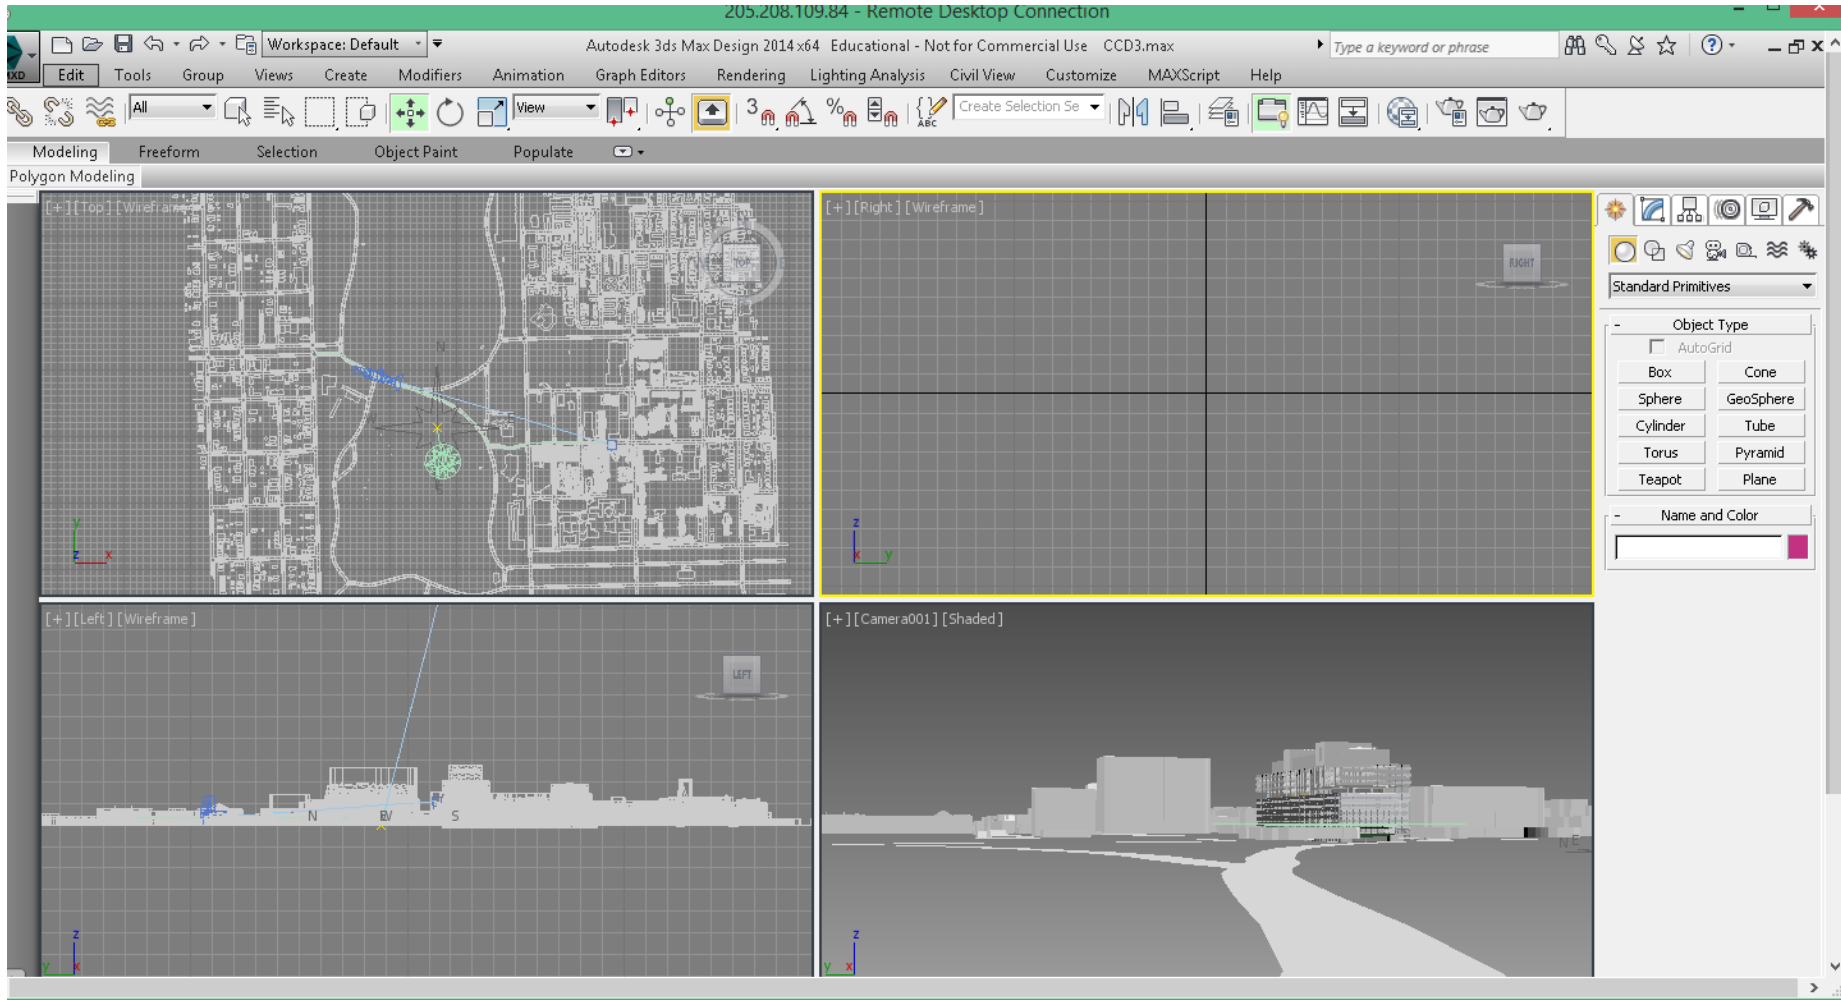 205.208.109.84 - Remote Desktop Connection
Workspace: Default
Autodesk 3ds Max Design 2014 x64 Educational - Not for Commercial Use CCD3.max
Type a keyword or phrase
MXD
Edit Tools Group Views Create Modifiers Animation Graph Editors Rendering Lighting Analysis Civil View Customize MAXScript Help
All
View
3
%
ABC
Create Selection Se
Modeling Freeform Selection Object Paint Populate
Polygon Modeling
[+][Top][Wireframe
TOP
N
y
z x
[+][Right][Wireframe]
RIGHT
z
x y
Standard Primitives
- Object Type
AutoGrid
Box Cone
Sphere GeoSphere
Cylinder Tube
Torus Pyramid
Teapot Plane
- Name and Color
[+][Left][Wireframe]
LEFT
N S
z
y x
[+][Camera001][Shaded]
N E
z
y x